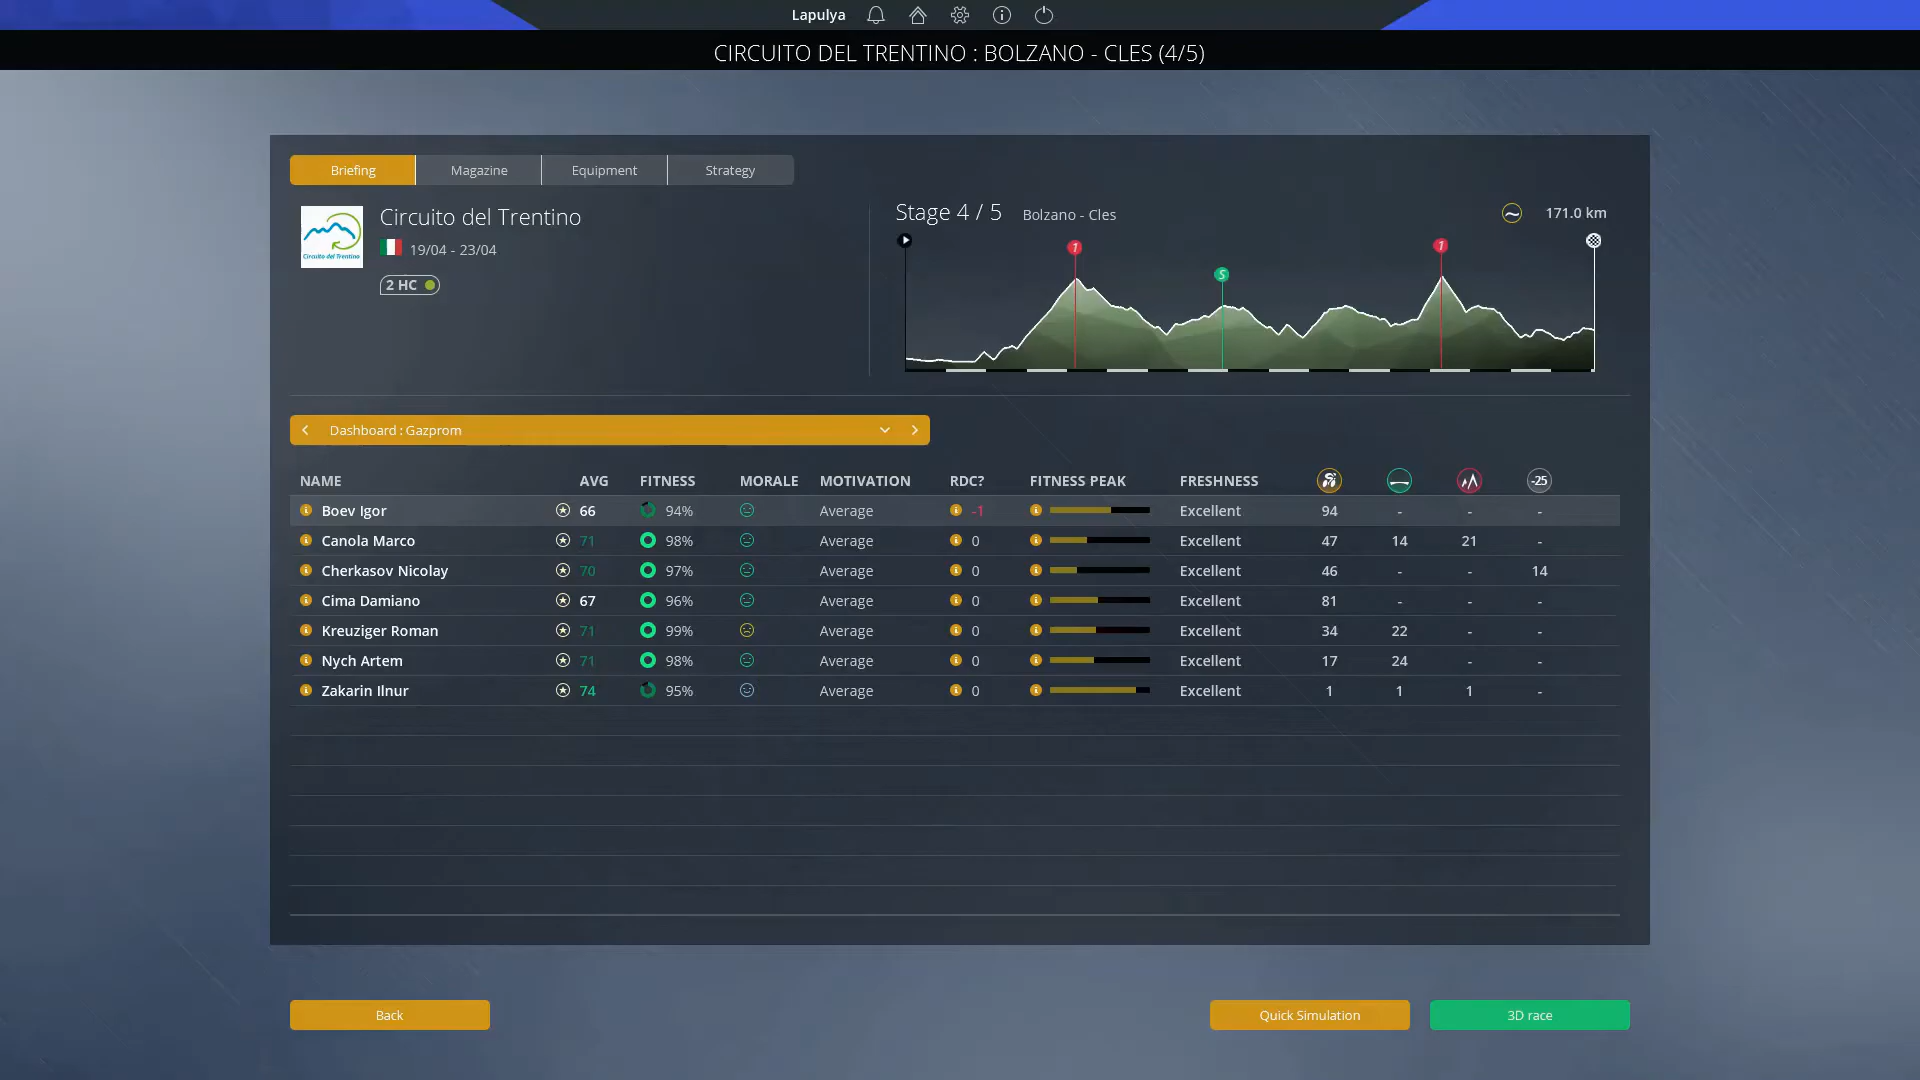 Lapulya
CIRCUITO DEL TRENTINO : BOLZANO - CLES (4/5)
Briefing Magazine Equipment Strategy
Circuito del Trentino
Circuito del Trentino
19/04 - 23/04
2 HC
Stage 4 / 5 Bolzano - Cles 171.0 km
1 S 1
Dashboard : Gazprom
NAME AVG FITNESS MORALE MOTIVATION RDC? FITNESS PEAK FRESHNESS -25
Boev Igor 66 94% Average -1 Excellent 94 - - -
Canola Marco 71 98% Average 0 Excellent 47 14 21 -
Cherkasov Nicolay 70 97% Average 0 Excellent 46 - - 14
Cima Damiano 67 96% Average 0 Excellent 81 - - -
Kreuziger Roman 71 99% Average 0 Excellent 34 22 - -
Nych Artem 71 98% Average 0 Excellent 17 24 - -
Zakarin Ilnur 74 95% Average 0 Excellent 1 1 1 -
Back Quick Simulation 3D race